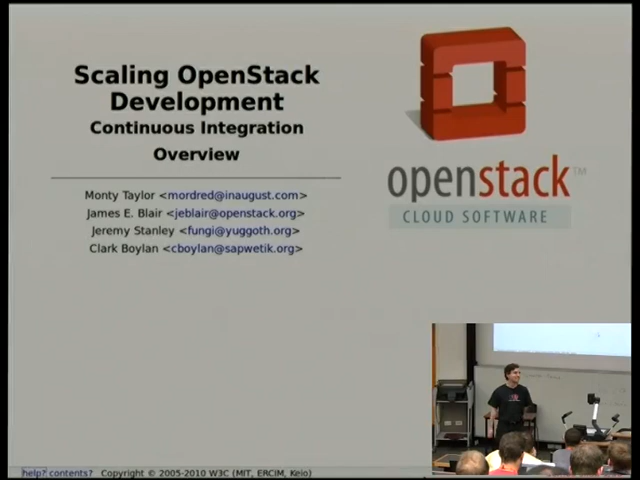 Scaling OpenStack
Development
Continuous Integration
Overview
Monty Taylor <mordred@inaugust.com>
James E. Blair <jeblair@openstack.org>
Jeremy Stanley <fungi@yuggoth.org>
Clark Boylan <cboylan@sapwetik.org>
openstack™
CLOUD SOFTWARE
help? contents? Copyright © 2005-2010 W3C (MIT, ERCIM, Keio)